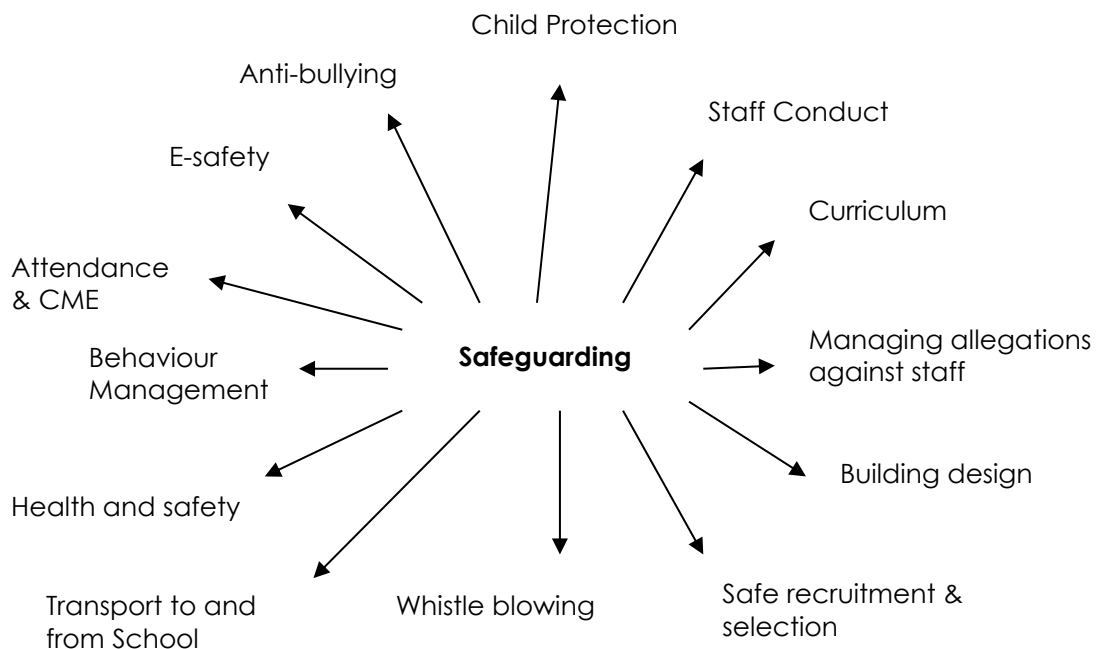 Child Protection
Anti-bullying
Staff Conduct
E-safety
Curriculum
Attendance
& CME
Managing allegations
against staff
Behaviour
Management
Safeguarding
Building design
Health and safety
Transport to and
from School
Whistle blowing
Safe recruitment &
selection